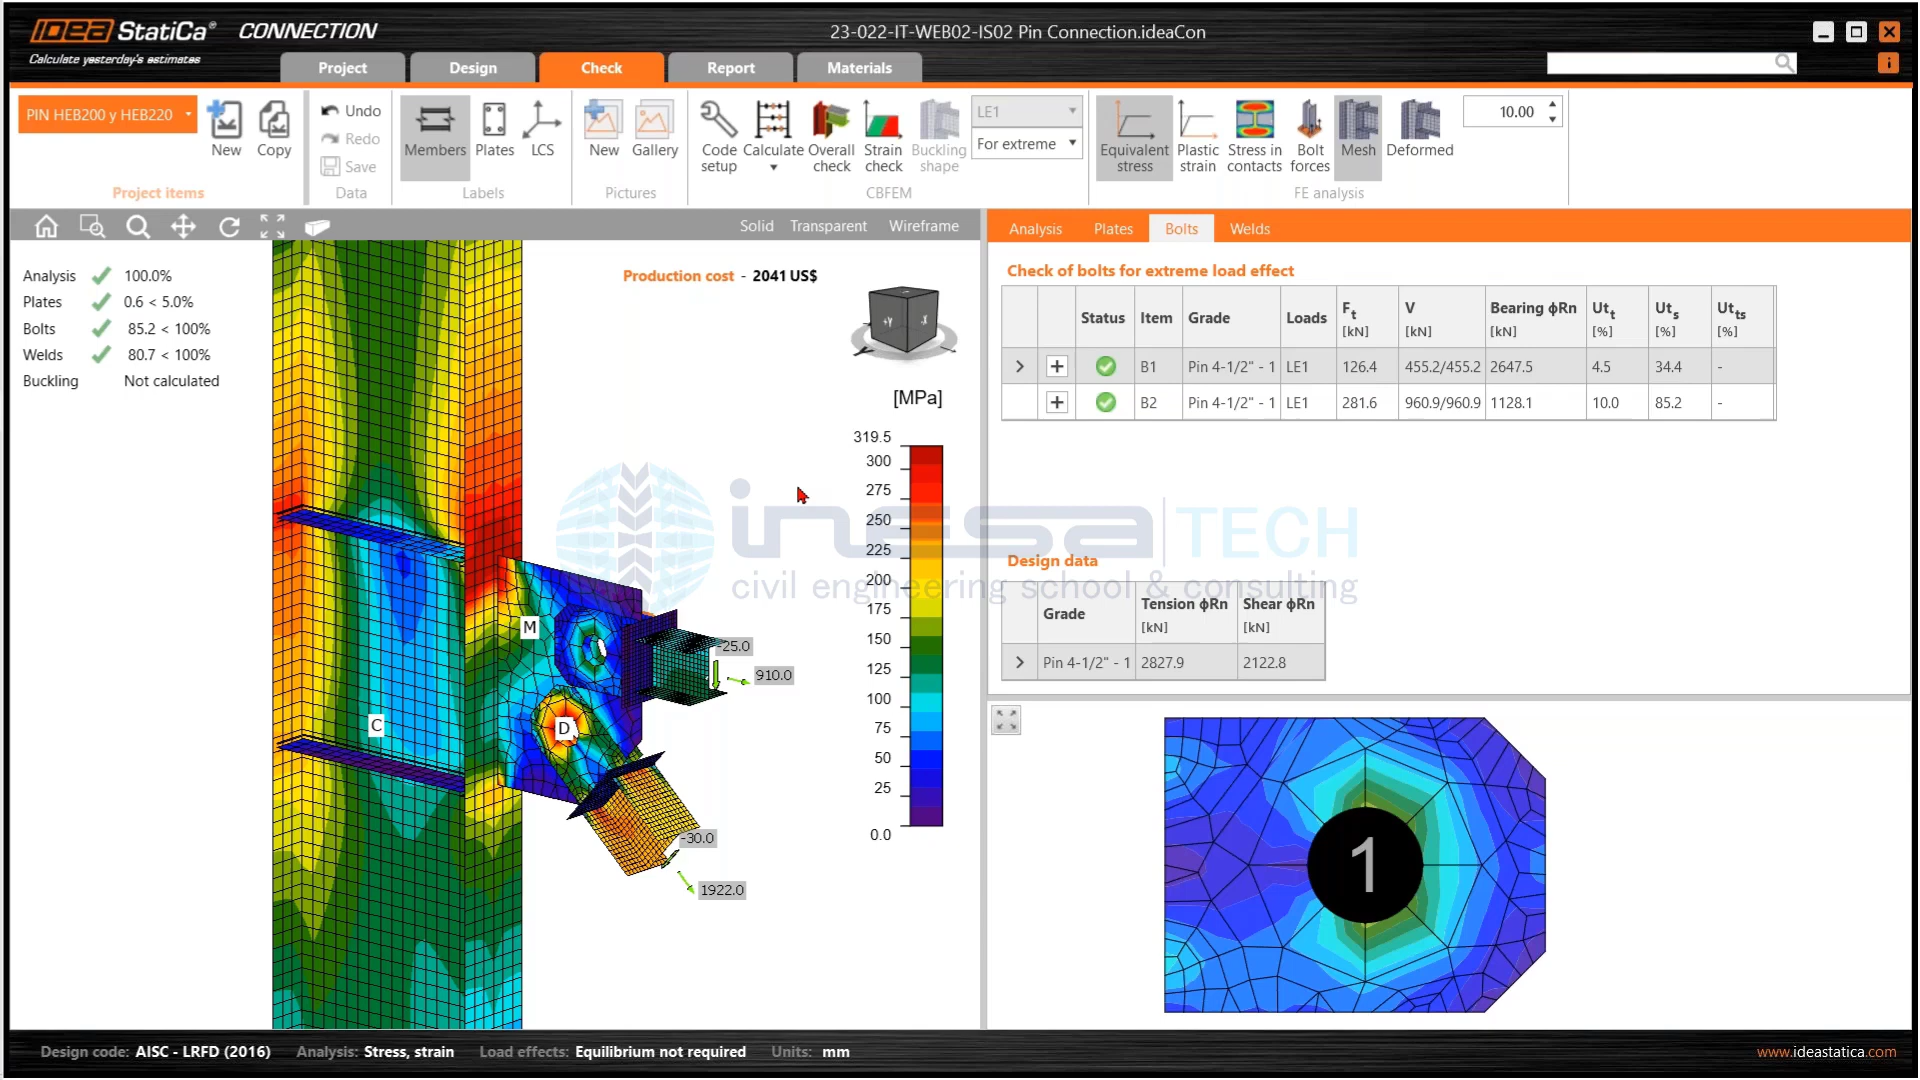 IDEA StatiCa® CONNECTION
Calculate yesterday's estimates
23-022-IT-WEB02-IS02 Pin Connection.ideaCon
Project Design Check Report Materials
PIN HEB200 y HEB220
New Copy
Project items
Undo
Redo
Save
Data
Members Plates LCS
Labels
New Gallery
Pictures
Code setup Calculate Overall check Strain check Buckling shape
LE1
For extreme
CBFEM
Equivalent stress Plastic strain Stress in contacts Bolt forces Mesh Deformed
FE analysis
10.00
Solid Transparent Wireframe
Analysis 100.0%
Plates 0.6 < 5.0%
Bolts 85.2 < 100%
Welds 80.7 < 100%
Buckling Not calculated
Production cost - 2041 US$
+Y -X
[MPa]
319.5
300
275
250
225
200
175
150
125
100
75
50
25
0.0
M
C
D
-25.0
910.0
-30.0
1922.0
Analysis Plates Bolts Welds
Check of bolts for extreme load effect
Status Item Grade Loads Ft [kN] V [kN] Bearing ϕRn [kN] Utt [%] Uts [%] Utts [%]
B1 Pin 4-1/2" - 1 LE1 126.4 455.2/455.2 2647.5 4.5 34.4 -
B2 Pin 4-1/2" - 1 LE1 281.6 960.9/960.9 1128.1 10.0 85.2 -
inesa TECH
civil engineering school & consulting
Design data
Grade Tension ϕRn [kN] Shear ϕRn [kN]
Pin 4-1/2" - 1 2827.9 2122.8
1
Design code: AISC - LRFD (2016) Analysis: Stress, strain Load effects: Equilibrium not required Units: mm
www.ideastatica.com